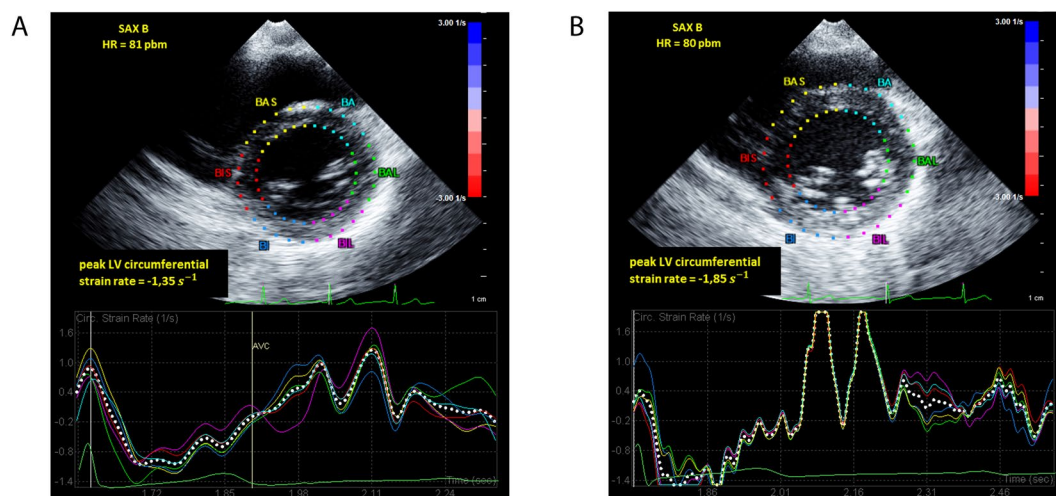 A
SAX B
HR = 81 pbm
3.00 1/s
BAS
BA
BIS
BAL
BI
BIL
-3.00 1/s
peak LV circumferential
strain rate = -1,35 s⁻¹
1 cm
Circ. Strain Rate (1/s)
1.6
1.0
0.4
-0.2
-0.8
-1.4
AVC
Time (sec)
1.72
1.85
1.98
2.11
2.24
B
SAX B
HR = 80 pbm
3.00 1/s
BAS
BA
BIS
BAL
BI
BIL
-3.00 1/s
peak LV circumferential
strain rate = -1,85 s⁻¹
1 cm
Circ. Strain Rate (1/s)
1.6
1.0
0.4
-0.2
-0.8
-1.4
Time (sec)
1.86
2.01
2.16
2.31
2.46